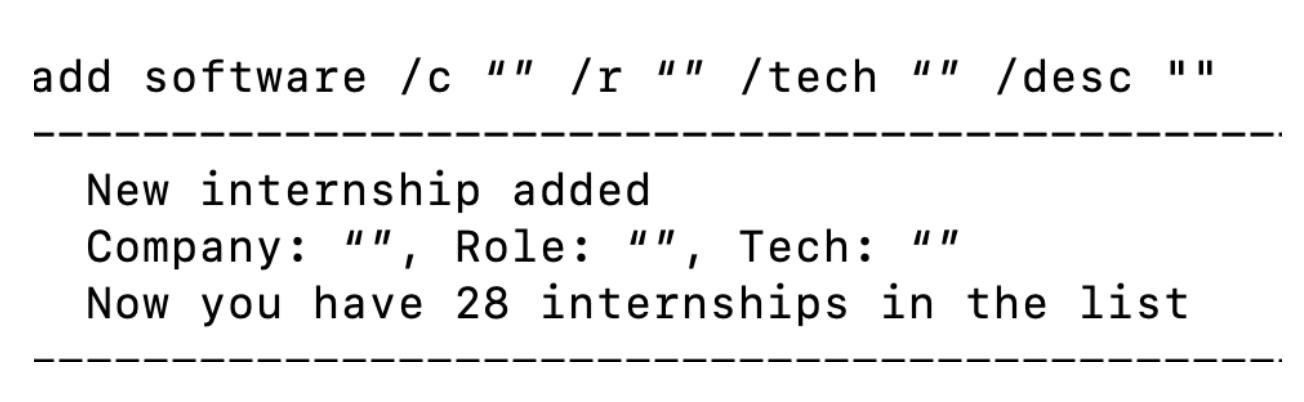 add software /c “” /r “” /tech “” /desc ""
-------------------------------------------
New internship added
Company: “”, Role: “”, Tech: “”
Now you have 28 internships in the list
-------------------------------------------